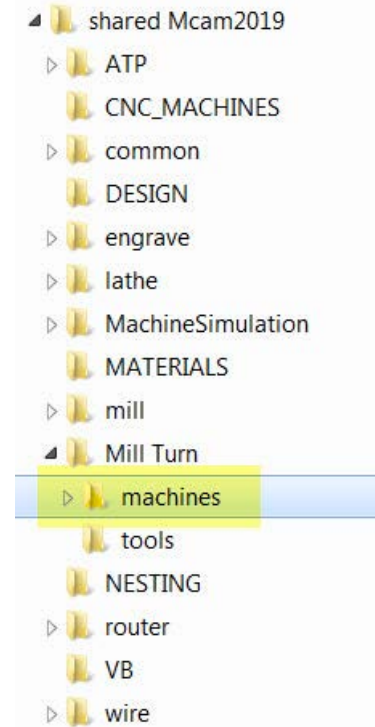 shared Mcam2019
ATP
CNC_MACHINES
common
DESIGN
engrave
lathe
MachineSimulation
MATERIALS
mill
Mill Turn
machines
tools
NESTING
router
VB
wire